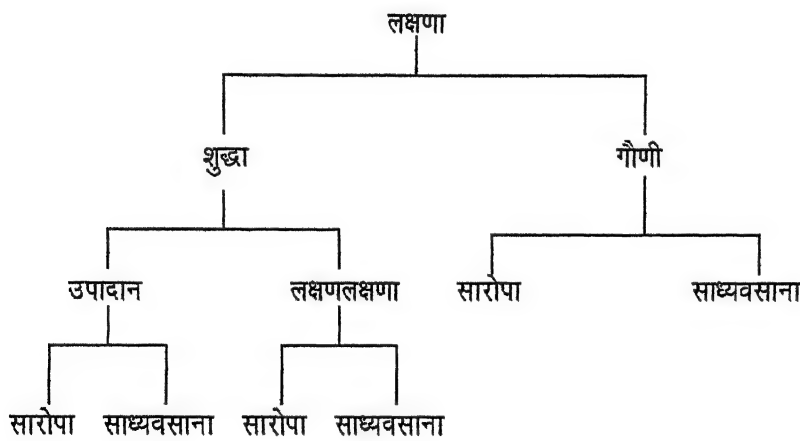 लक्षणा
शुद्धा गौणी
उपादान लक्षणलक्षणा सारोपा साध्यवसाना
सारोपा साध्यवसाना सारोपा साध्यवसाना